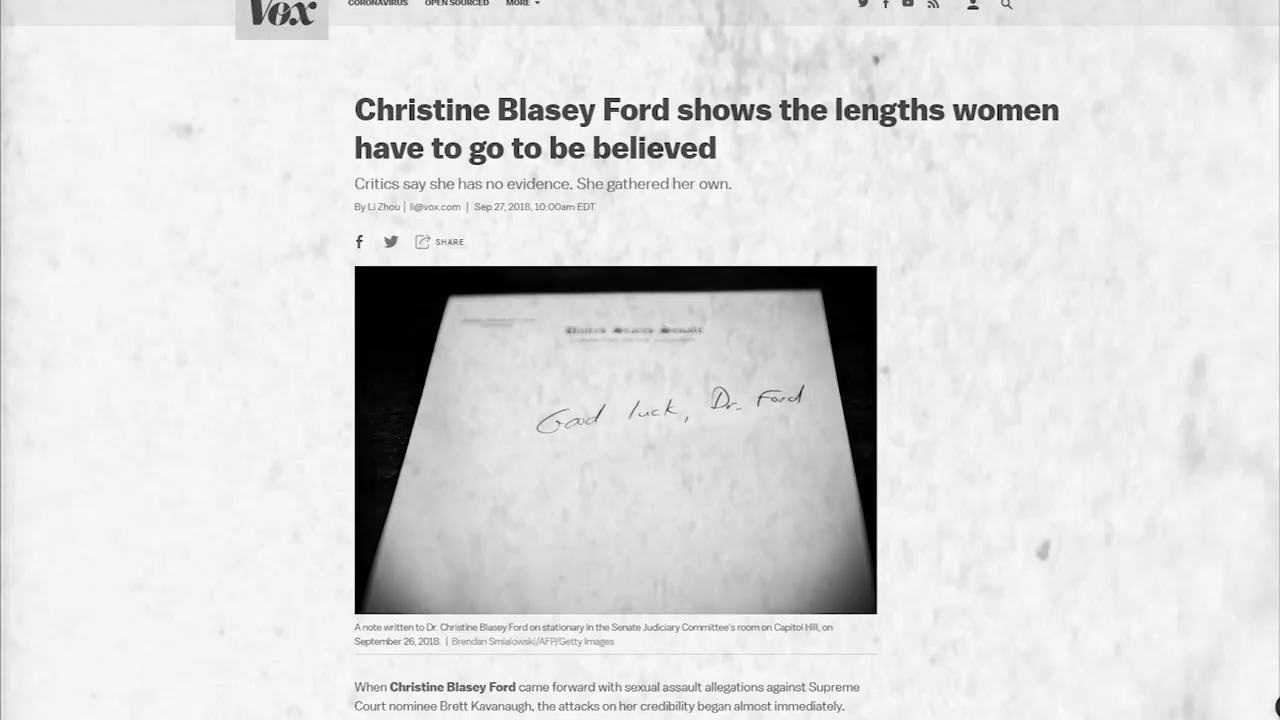 Vox
CORONAVIRUS OPEN SOURCED MORE
Christine Blasey Ford shows the lengths women
have to go to be believed
Critics say she has no evidence. She gathered her own.
By Li Zhou | li@vox.com | Sep 27, 2018, 10:00am EDT
SHARE
United States Senate
Good luck, Dr. Ford
A note written to Dr. Christine Blasey Ford on stationary in the Senate Judiciary Committee's room on Capitol Hill, on
September 26, 2018. | Brendan Smialowski/AFP/Getty Images
When Christine Blasey Ford came forward with sexual assault allegations against Supreme
Court nominee Brett Kavanaugh, the attacks on her credibility began almost immediately.